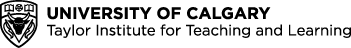 UNIVERSITY OF CALGARY
Taylor Institute for Teaching and Learning